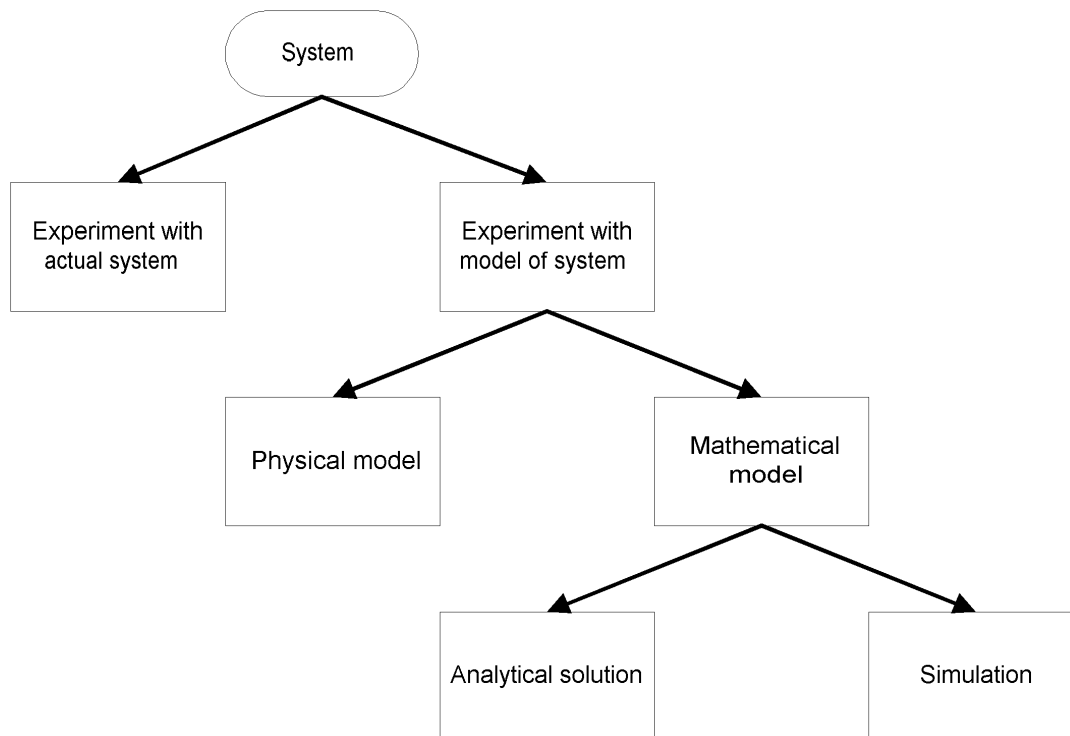 System
Experiment with
actual system
Experiment with
model of system
Physical model
Mathematical
model
Analytical solution
Simulation